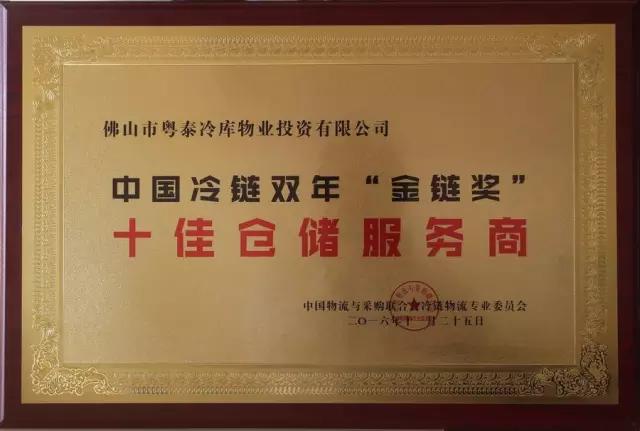 佛山市粤泰冷库物业投资有限公司
中国冷链双年“金链奖”
十佳仓储服务商
中国物流与采购联合会冷链物流专业委员会
二〇一六年十一月二十五日